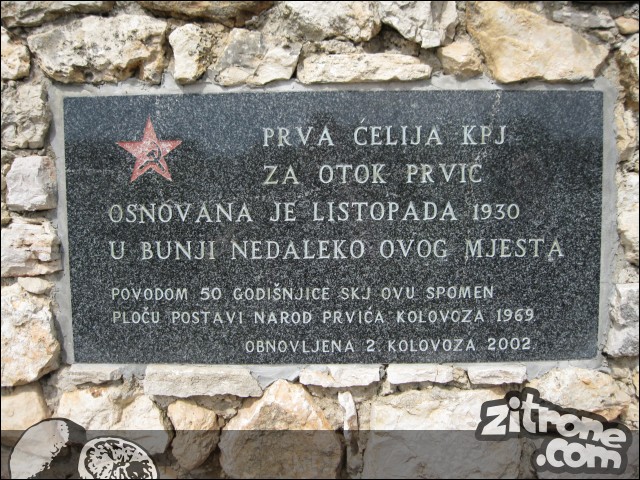 PRVA ĆELIJA KPJ
ZA OTOK PRVIĆ
OSNOVANA JE LISTOPADA 1930
U BUNJI NEDALEKO OVOG MJESTA
POVODOM 50 GODIŠNJICE SKJ OVU SPOMEN
PLOČU POSTAVI NAROD PRVIĆA KOLOVOZA 1969.
OBNOVLJENA 2. KOLOVOZA 2002.
zitrone
.com